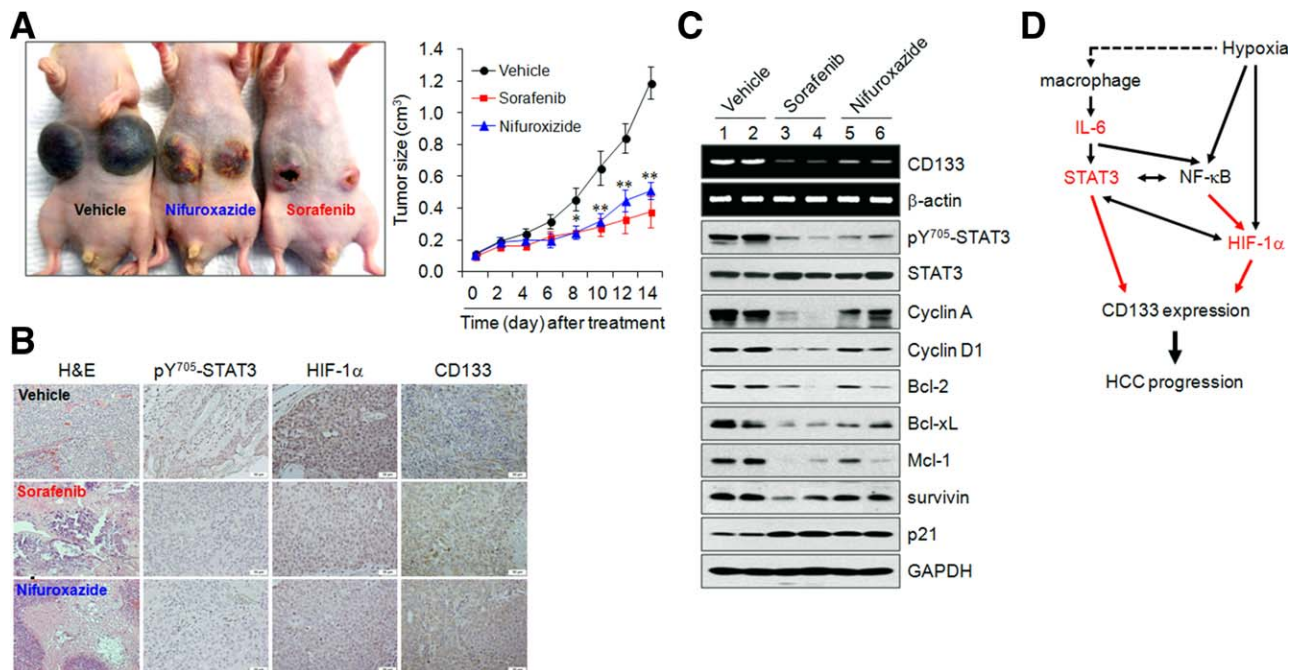 A
Vehicle
Nifuroxazide
Sorafenib
Tumor size (cm³)
1.4
1.2
1.0
0.8
0.6
0.4
0.2
0.0
Vehicle
Sorafenib
Nifuroxizide
*
**
**
**
0 2 4 6 8 10 12 14
Time (day) after treatment
B
H&E pY⁷⁰⁵-STAT3 HIF-1α CD133
Vehicle
Sorafenib
Nifuroxazide
C
Vehicle Sorafenib Nifuroxazide
1 2 3 4 5 6
CD133
β-actin
pY⁷⁰⁵-STAT3
STAT3
Cyclin A
Cyclin D1
Bcl-2
Bcl-xL
Mcl-1
survivin
p21
GAPDH
D
Hypoxia
macrophage
IL-6
STAT3 NF-κB
HIF-1α
CD133 expression
HCC progression